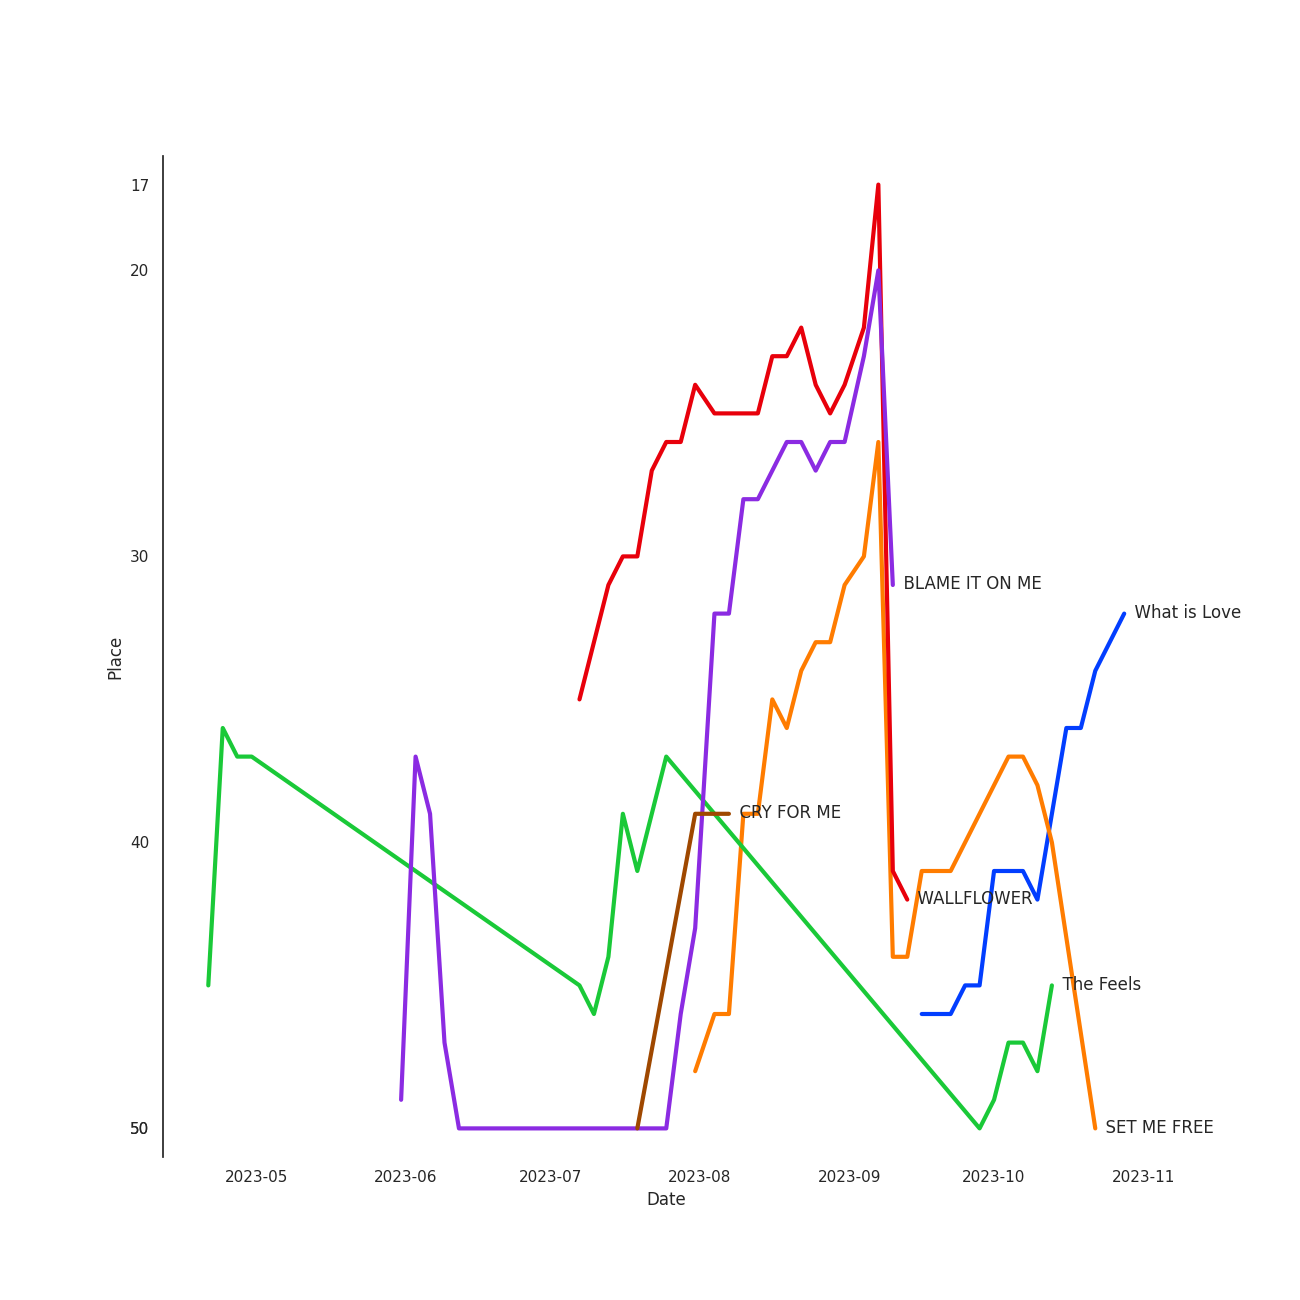 17
20
30
40
50
Place
BLAME IT ON ME
What is Love
CRY FOR ME
WALLFLOWER
The Feels
SET ME FREE
2023-05 2023-06 2023-07 2023-08 2023-09 2023-10 2023-11
Date